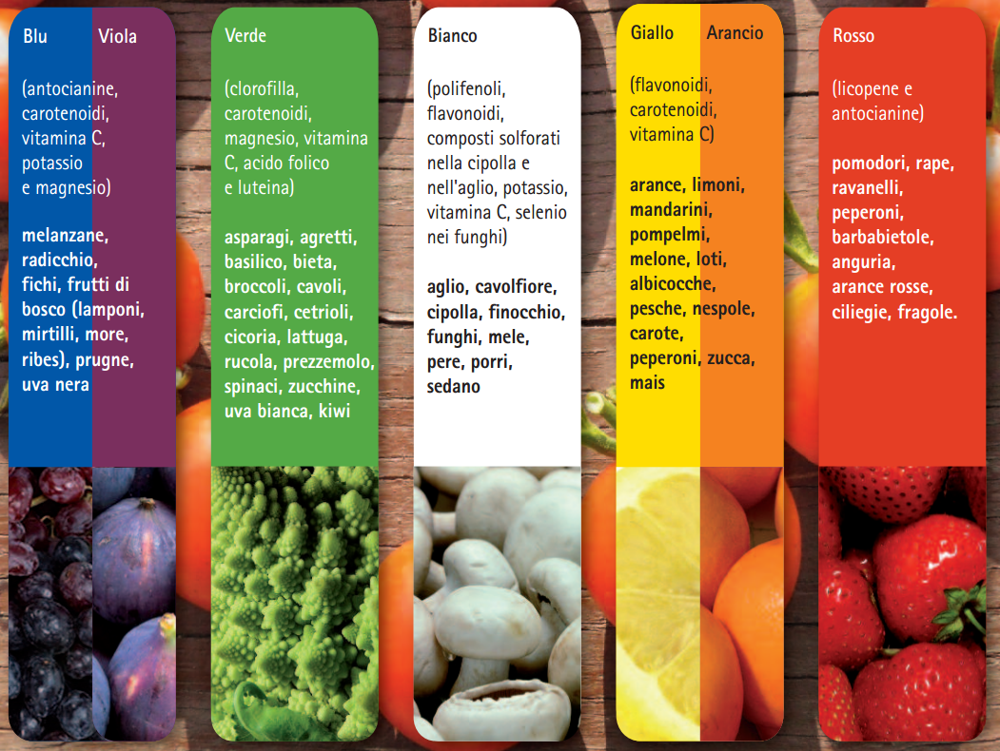 Blu Viola
(antocianine,
carotenoidi,
vitamina C,
potassio
e magnesio)
melanzane,
radicchio,
fichi, frutti di
bosco (lamponi,
mirtilli, more,
ribes), prugne,
uva nera
Verde
(clorofilla,
carotenoidi,
magnesio, vitamina
C, acido folico
e luteina)
asparagi, agretti,
basilico, bieta,
broccoli, cavoli,
carciofi, cetrioli,
cicoria, lattuga,
rucola, prezzemolo,
spinaci, zucchine,
uva bianca, kiwi
Bianco
(polifenoli,
flavonoidi,
composti solforati
nella cipolla e
nell'aglio, potassio,
vitamina C, selenio
nei funghi)
aglio, cavolfiore,
cipolla, finocchio,
funghi, mele,
pere, porri,
sedano
Giallo Arancio
(flavonoidi,
carotenoidi,
vitamina C)
arance, limoni,
mandarini,
pompelmi,
melone, loti,
albicocche,
pesche, nespole,
carote,
peperoni, zucca,
mais
Rosso
(licopene e
antocianine)
pomodori, rape,
ravanelli,
peperoni,
barbabietole,
anguria,
arance rosse,
ciliegie, fragole.